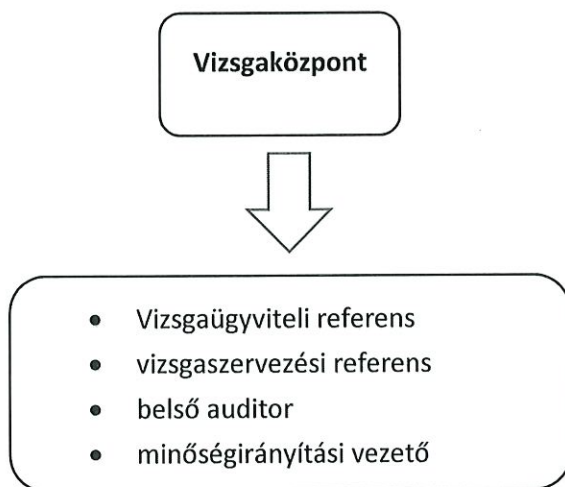 Vizsgaközpont
• Vizsgaügyviteli referens
• vizsgaszervezési referens
• belső auditor
• minőségirányítási vezető